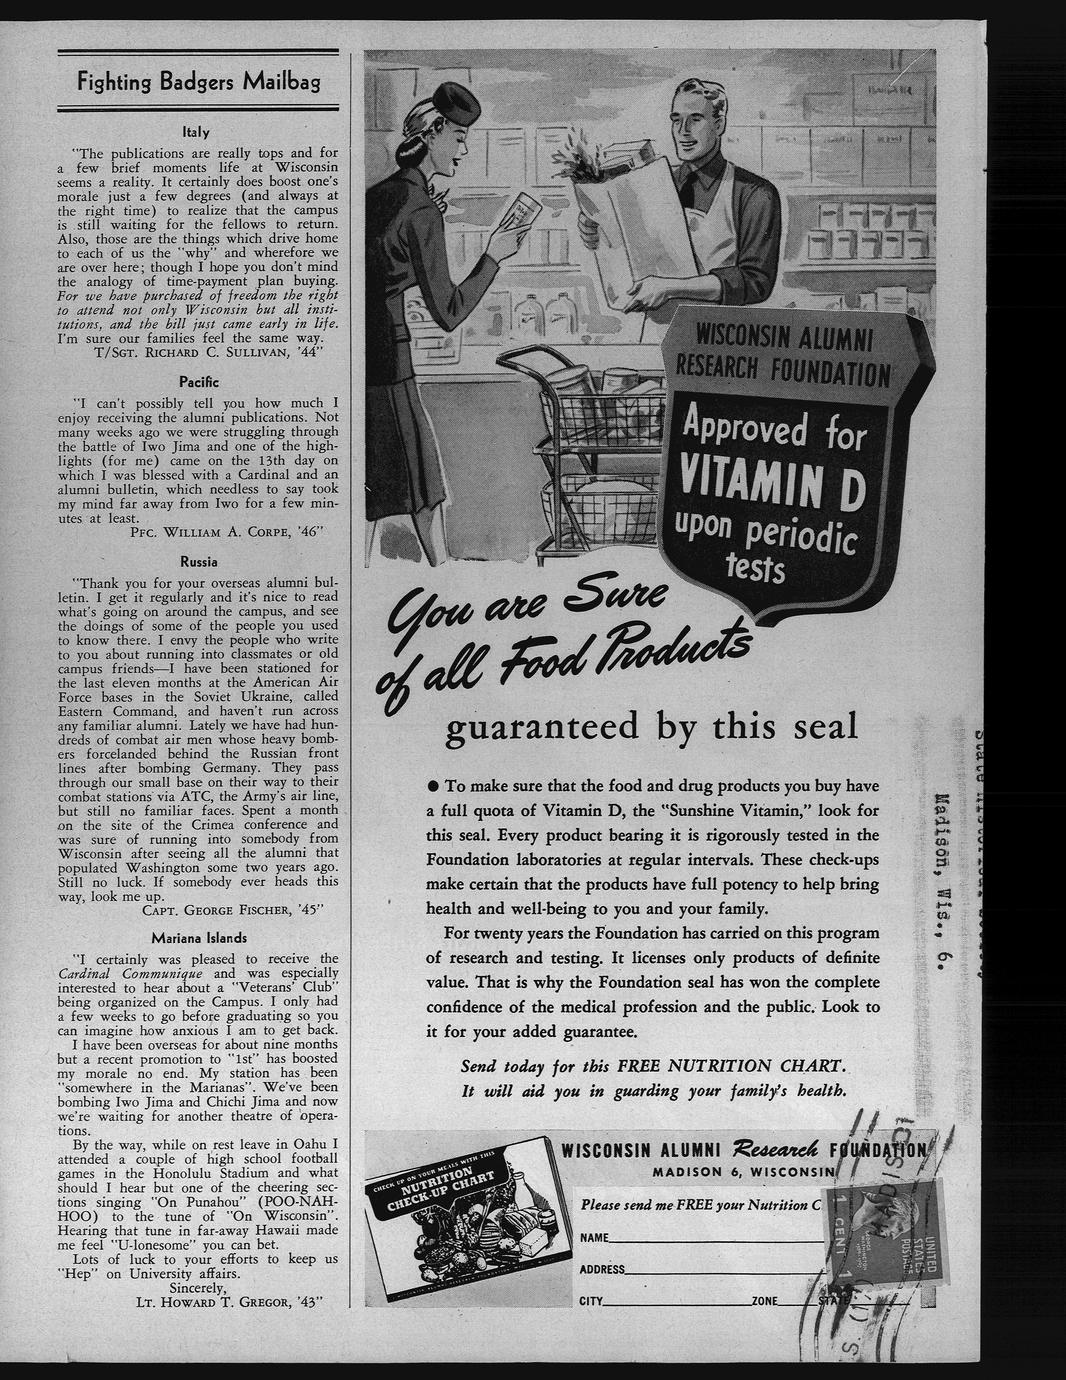 Fighting Badgers Mailbag
Italy
"The publications are really tops and for
a few brief moments life at Wisconsin
seems a reality. It certainly does boost one's
morale just a few degrees (and always at
the right time) to realize that the campus
is still waiting for the fellows to return.
Also, those are the things which drive home
to each of us the "why" and wherefore we
are over here; though I hope you don't mind
the analogy of time-payment plan buying.
For we have purchased of freedom the right
to attend not only Wisconsin but all insti-
tutions, and the bill just came early in life.
I'm sure our families feel the same way.
T/SGT. RICHARD C. SULLIVAN, '44"
Pacific
"I can't possibly tell you how much I
enjoy receiving the alumni publications. Not
many weeks ago we were struggling through
the battle of Iwo Jima and one of the high-
lights (for me) came on the 13th day on
which I was blessed with a Cardinal and an
alumni bulletin, which needless to say took
my mind far away from Iwo for a few min-
utes at least.
PFC. WILLIAM A. CORPE, '46"
Russia
"Thank you for your overseas alumni bul-
letin. I get it regularly and it's nice to read
what's going on around the campus, and see
the doings of some of the people you used
to know there. I envy the people who write
to you about running into classmates or old
campus friends—I have been stationed for
the last eleven months at the American Air
Force bases in the Soviet Ukraine, called
Eastern Command, and haven't run across
any familiar alumni. Lately we have had hun-
dreds of combat air men whose heavy bomb-
ers forcelanded behind the Russian front
lines after bombing Germany. They pass
through our small base on their way to their
combat stations via ATC, the Army's air line,
but still no familiar faces. Spent a month
on the site of the Crimea conference and
was sure of running into somebody from
Wisconsin after seeing all the alumni that
populated Washington some two years ago.
Still no luck. If somebody ever heads this
way, look me up.
CAPT. GEORGE FISCHER, '45"
Mariana Islands
"I certainly was pleased to receive the
Cardinal Communique and was especially
interested to hear about a "Veterans' Club"
being organized on the Campus. I only had
a few weeks to go before graduating so you
can imagine how anxious I am to get back.
I have been overseas for about nine months
but a recent promotion to "1st" has boosted
my morale no end. My station has been
"somewhere in the Marianas". We've been
bombing Iwo Jima and Chichi Jima and now
we're waiting for another theatre of opera-
tions.
By the way, while on rest leave in Oahu I
attended a couple of high school football
games in the Honolulu Stadium and what
should I hear but one of the cheering sec-
tions singing "On Punahou" (POO-NAH-
HOO) to the tune of "On Wisconsin".
Hearing that tune in far-away Hawaii made
me feel "U-lonesome" you can bet.
Lots of luck to your efforts to keep us
"Hep" on University affairs.
Sincerely,
LT. HOWARD T. GREGOR, '43"
WISCONSIN ALUMNI
RESEARCH FOUNDATION
Approved for
VITAMIN D
upon periodic
tests
You are Sure
of all Food Products
guaranteed by this seal
● To make sure that the food and drug products you buy have
a full quota of Vitamin D, the "Sunshine Vitamin," look for
this seal. Every product bearing it is rigorously tested in the
Foundation laboratories at regular intervals. These check-ups
make certain that the products have full potency to help bring
health and well-being to you and your family.
For twenty years the Foundation has carried on this program
of research and testing. It licenses only products of definite
value. That is why the Foundation seal has won the complete
confidence of the medical profession and the public. Look to
it for your added guarantee.
Send today for this FREE NUTRITION CHART.
It will aid you in guarding your family's health.
CHECK UP ON YOUR MEALS WITH THIS
NUTRITION
CHECK-UP CHART
WISCONSIN ALUMNI Research FOUNDATION
MADISON 6, WISCONSIN
Please send me FREE your Nutrition C
NAME
ADDRESS
CITY ZONE STATE
Madison, Wis., 6.
1 CENT 1
UNITED
STATES
POSTAGE